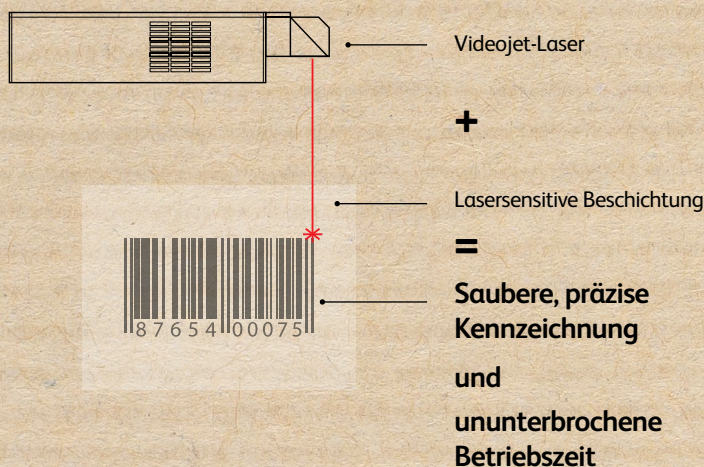 Videojet-Laser
+
Lasersensitive Beschichtung
=
Saubere, präzise
Kennzeichnung
und
ununterbrochene
Betriebszeit
87654 00075